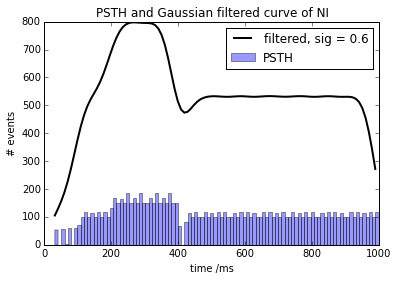 PSTH and Gaussian filtered curve of NI
800
700
600
500
400
300
200
100
0
# events
filtered, sig = 0.6
PSTH
0 200 400 600 800 1000
time /ms